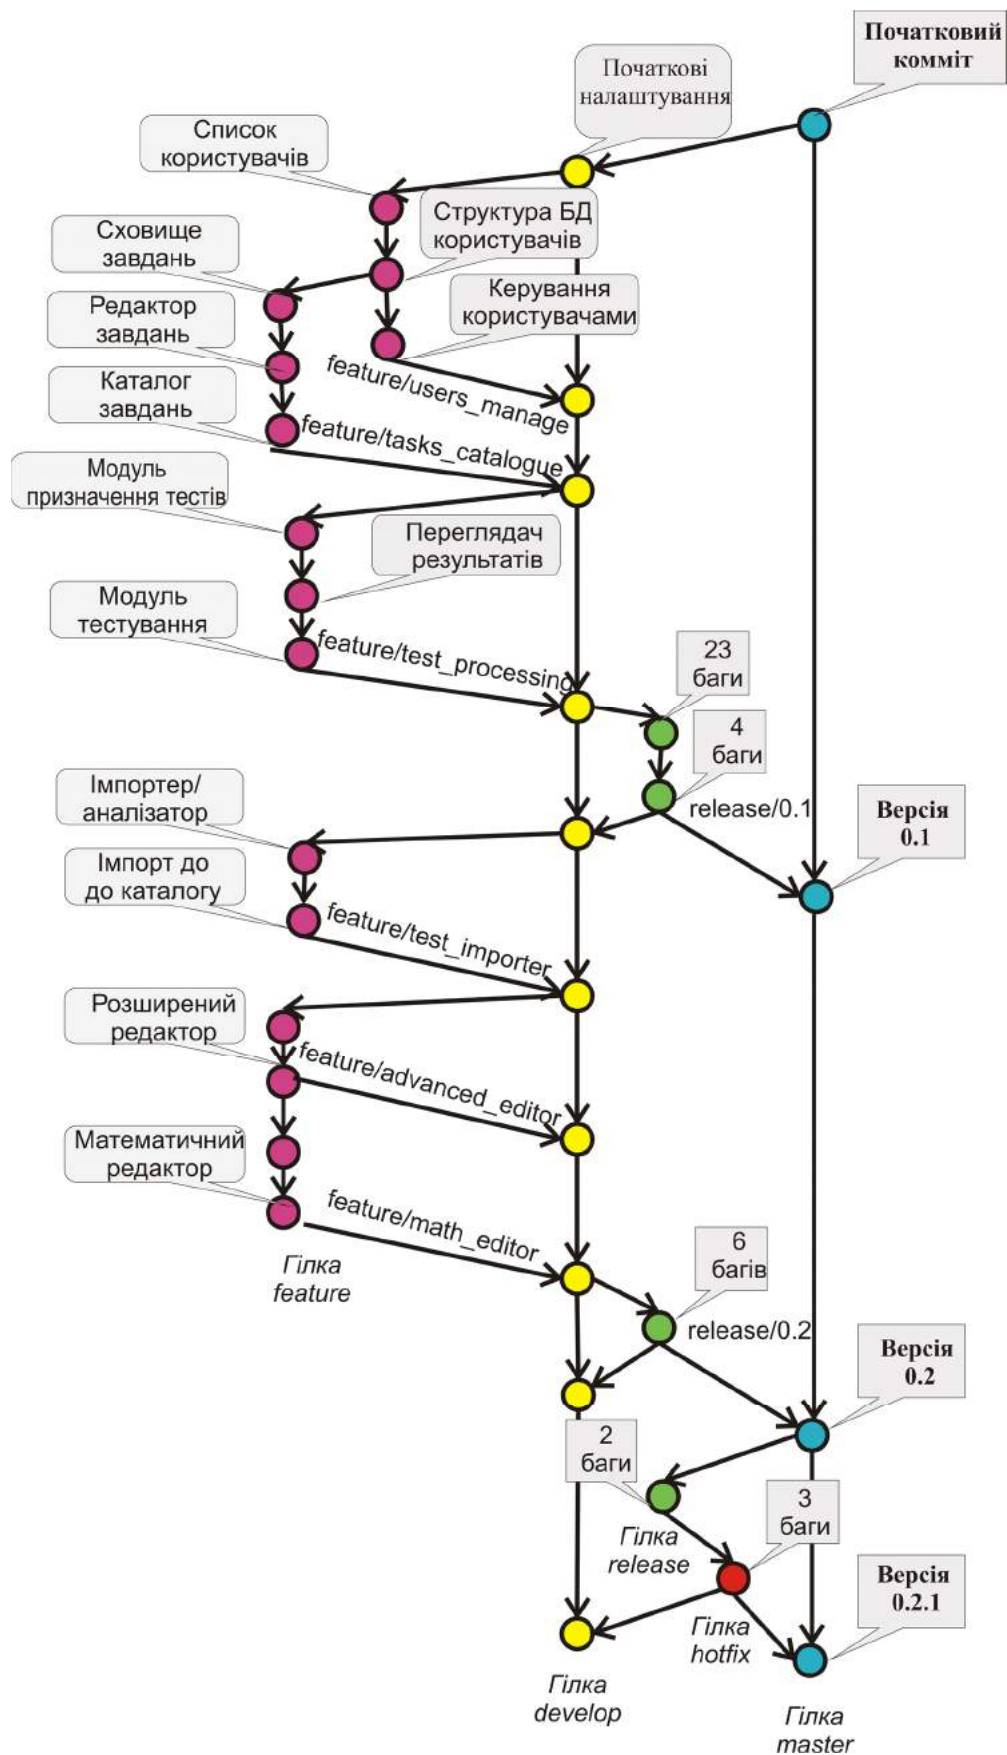 Початковий
комміт
Початкові
налаштування
Список
користувачів
Структура БД
користувачів
Сховище
завдань
Керування
користувачами
Редактор
завдань
feature/users_manage
Каталог
завдань
feature/tasks_catalogue
Модуль
призначення тестів
Переглядач
результатів
Модуль
тестування
feature/test_processing
23
баги
4
баги
release/0.1
Версія
0.1
Імпортер/
аналізатор
Імпорт до
до каталогу
feature/test_importer
Розширений
редактор
feature/advanced_editor
Математичний
редактор
feature/math_editor
Гілка
feature
6
багів
release/0.2
Версія
0.2
2
баги
3
баги
Гілка
release
Версія
0.2.1
Гілка
hotfix
Гілка
develop
Гілка
master